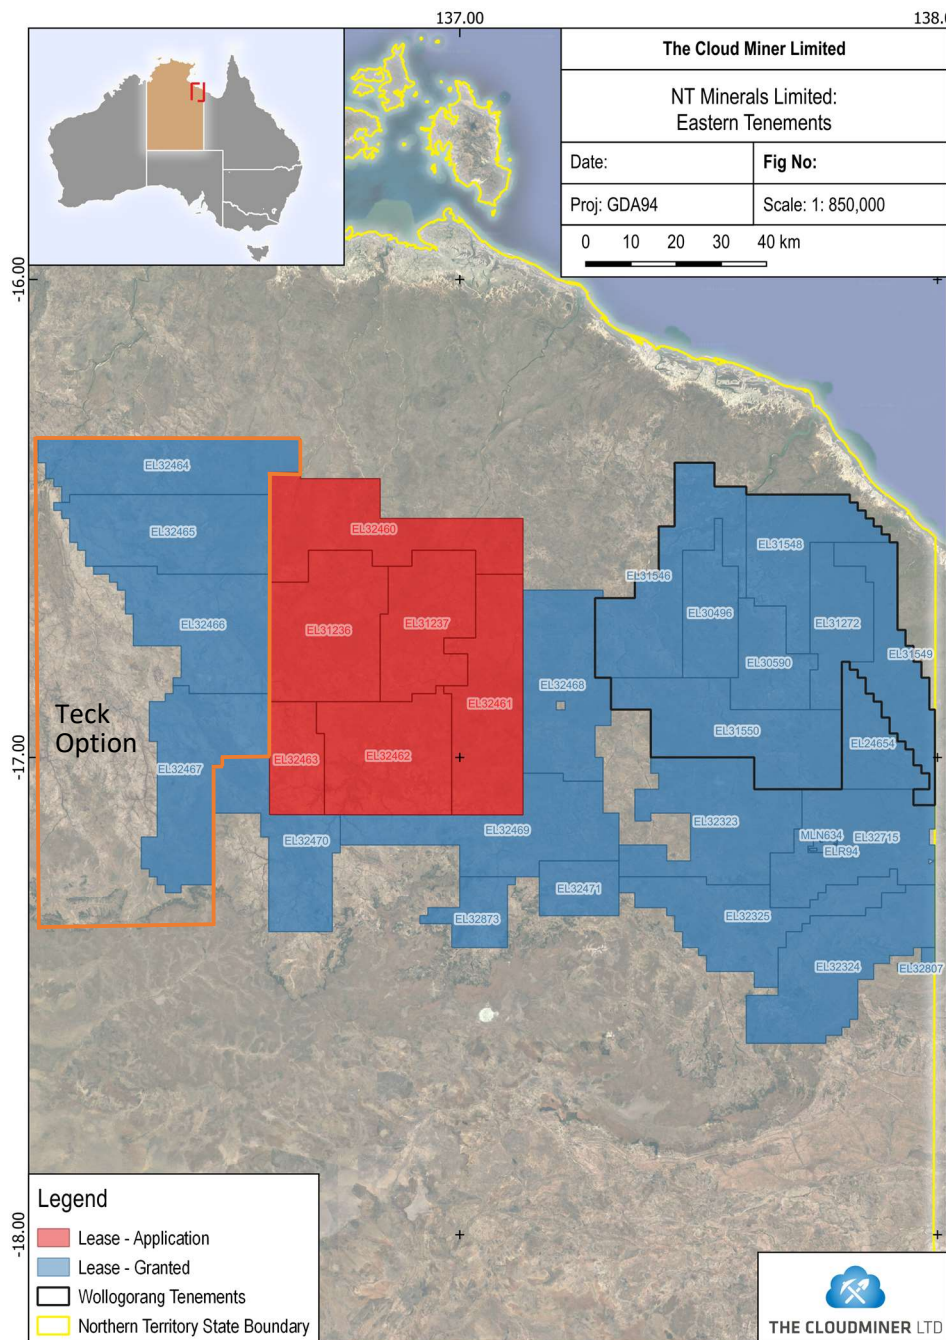 137.00
138.0
The Cloud Miner Limited
NT Minerals Limited:
Eastern Tenements
Date:
Fig No:
Proj: GDA94
Scale: 1: 850,000
0 10 20 30 40 km
-16.00
EL32464
EL32465
EL32460
EL31548
EL31546
EL30496
EL31272
EL32466
EL31236
EL31237
EL31549
EL30590
EL32468
EL32461
Teck
Option
EL31550
EL24654
-17.00
EL32467
EL32463
EL32462
EL32323
EL32469
EL32470
MLN634
EL32715
ELR94
EL32471
EL32873
EL32325
EL32324
EL32807
-18.00
Legend
Lease - Application
Lease - Granted
Wollogorang Tenements
Northern Territory State Boundary
THE CLOUDMINER LTD